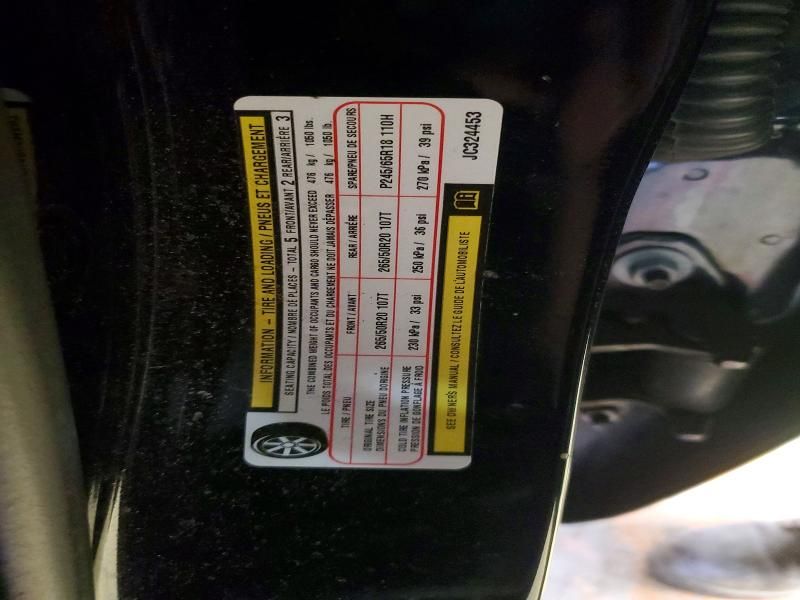 INFORMATION – TIRE AND LOADING / PNEUS ET CHARGEMENT
SEATING CAPACITY / NOMBRE DE PLACES – TOTAL 5 FRONT/AVANT 2 REAR/ARRIÈRE 3
THE COMBINED WEIGHT OF OCCUPANTS AND CARGO SHOULD NEVER EXCEED 476 kg / 1050 lbs.
LE POIDS TOTAL DES OCCUPANTS ET DU CHARGEMENT NE DOIT JAMAIS DÉPASSER 476 kg / 1050 lb.
TIRE / PNEU FRONT / AVANT REAR / ARRIÈRE SPARE/PNEU DE SECOURS
ORIGINAL TIRE SIZE
DIMENSIONS DU PNEU D'ORIGINE 265/50R20 107T 265/50R20 107T P245/65R18 110H
COLD TIRE INFLATION PRESSURE
PRESSION DE GONFLAGE À FROID 230 kPa / 33 psi 250 kPa / 36 psi 270 kPa / 39 psi
SEE OWNERS MANUAL / CONSULTEZ LE GUIDE DE L'AUTOMOBILISTE
JC324453